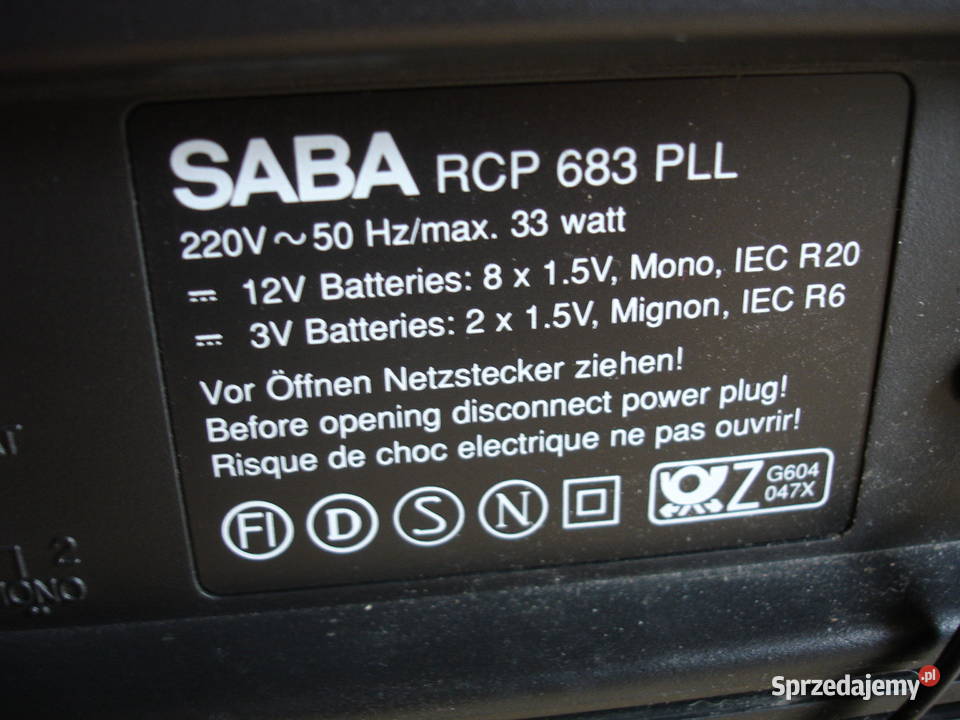 SABA RCP 683 PLL
220V ~ 50 Hz/max. 33 watt
⎓ 12V Batteries: 8 x 1.5V, Mono, IEC R20
⎓ 3V Batteries: 2 x 1.5V, Mignon, IEC R6
Vor Öffnen Netzstecker ziehen!
Before opening disconnect power plug!
Risque de choc electrique ne pas ouvrir!
FI D S N Z G604
047X
1 2
Sprzedajemy.pl